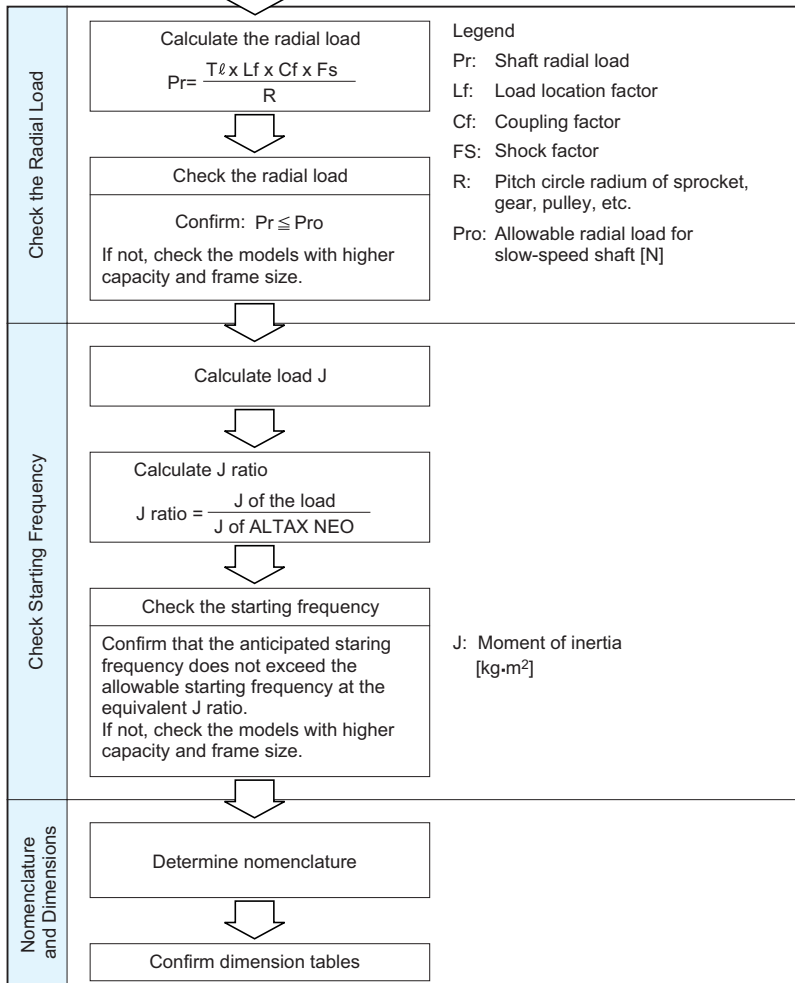 Check the Radial Load
Calculate the radial load
Pr= Tℓ x Lf x Cf x Fs
R
Check the radial load
Confirm: Pr ≦ Pro
If not, check the models with higher
capacity and frame size.
Legend
Pr: Shaft radial load
Lf: Load location factor
Cf: Coupling factor
FS: Shock factor
R: Pitch circle radium of sprocket,
gear, pulley, etc.
Pro: Allowable radial load for
slow-speed shaft [N]
Check Starting Frequency
Calculate load J
Calculate J ratio
J ratio = J of the load
J of ALTAX NEO
Check the starting frequency
Confirm that the anticipated staring
frequency does not exceed the
allowable starting frequency at the
equivalent J ratio.
If not, check the models with higher
capacity and frame size.
J: Moment of inertia
[kg•m²]
Nomenclature
and Dimensions
Determine nomenclature
Confirm dimension tables